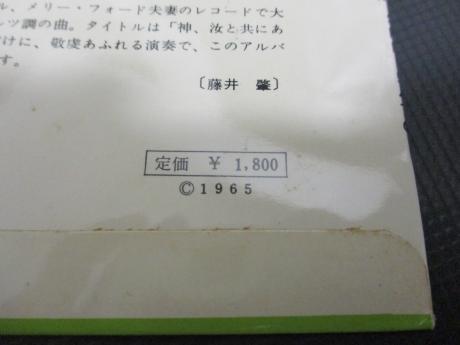 ル、メリー・フォード夫妻のレコードで大
ルツ調の曲。タイトルは「神、汝と共にあ
けに、敬虔あふれる演奏で、このアルバ
す。
〔藤井 肇〕
定価 ¥ 1,800
©1965